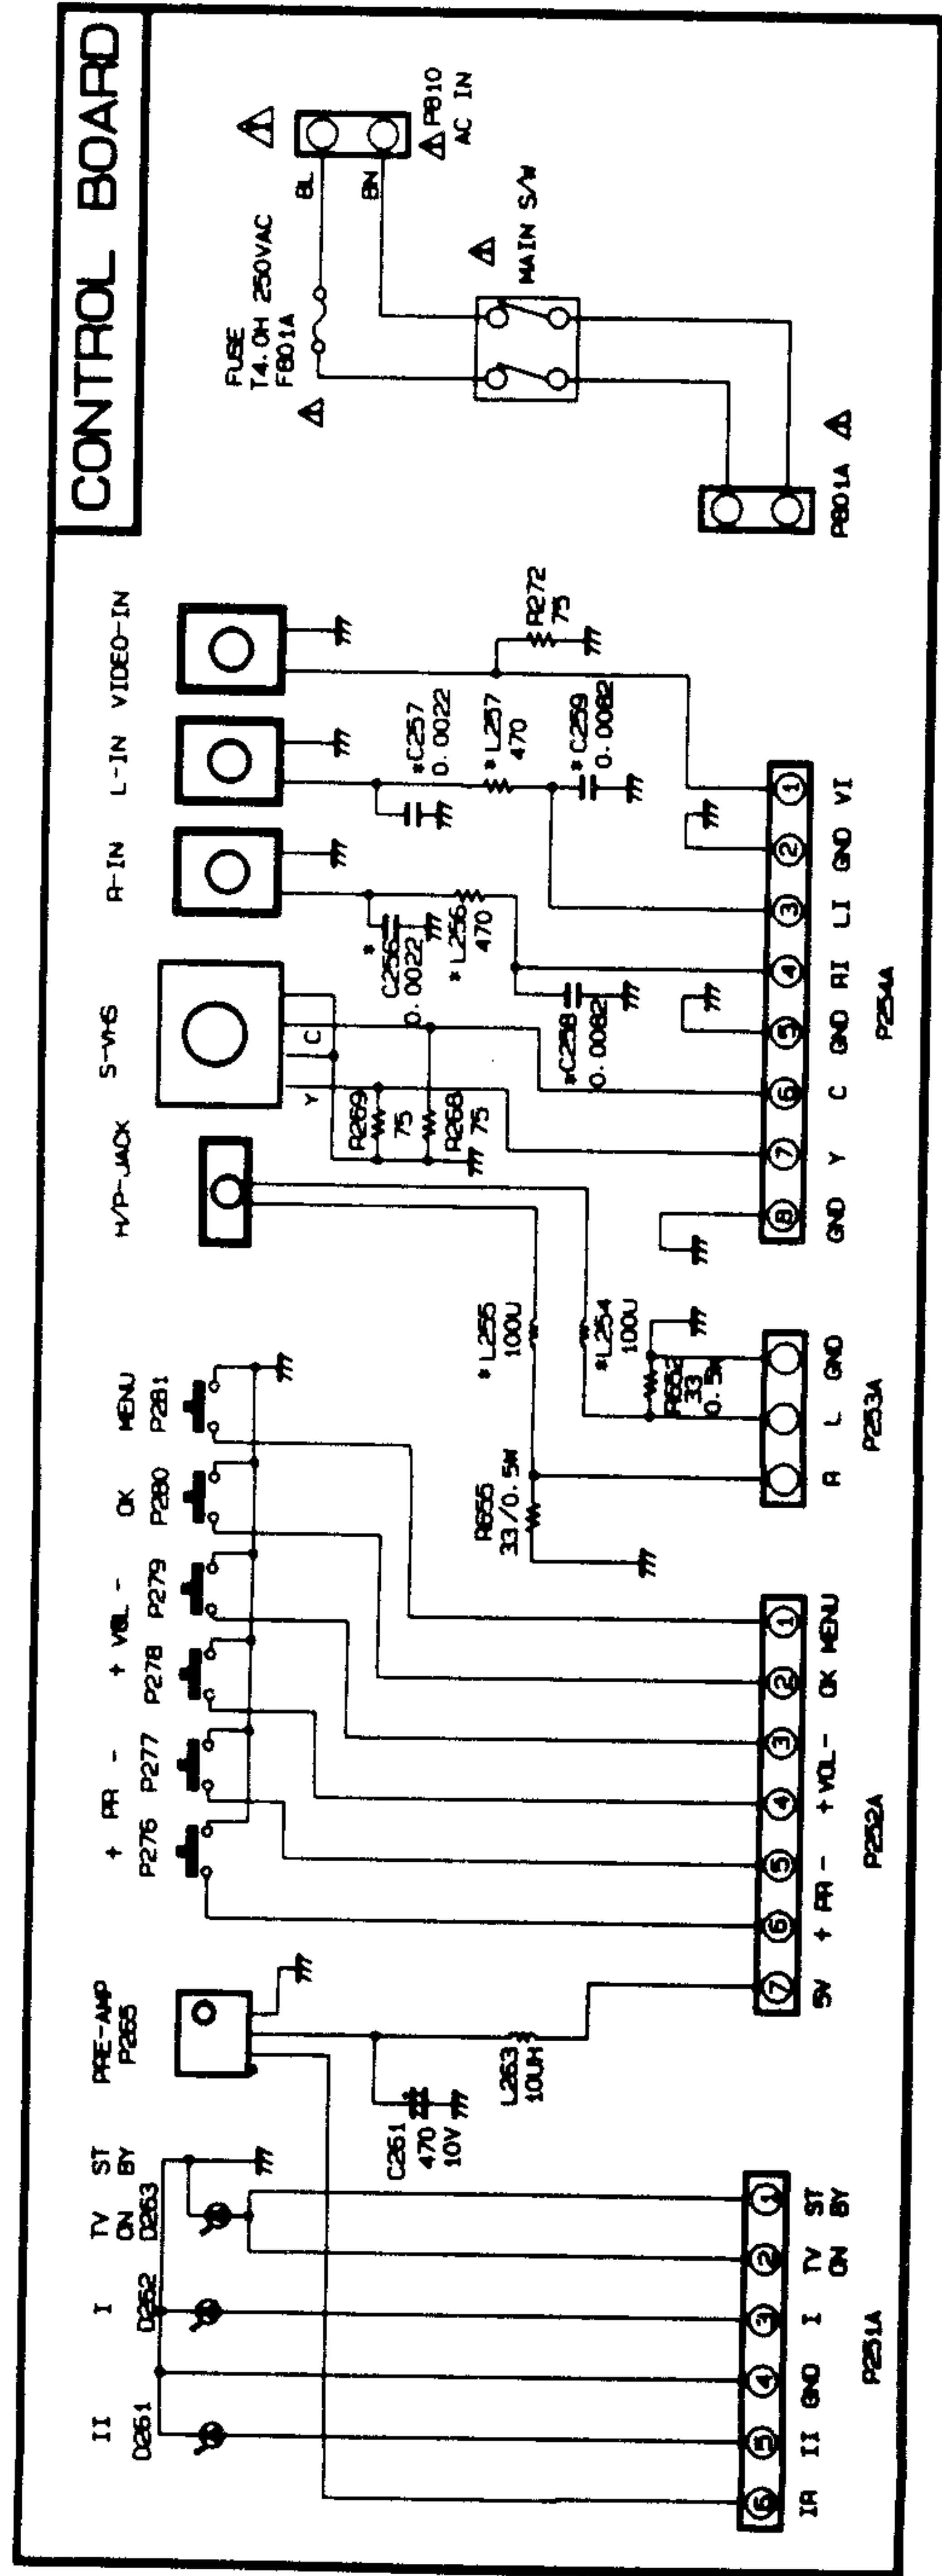 CONTROL BOARD
II
I
TV
ON
ST
BY
D261
D262
D263
PRE-AMP
P265
+ PR -
P276
P277
+ VOL -
P278
P279
OK
P280
MENU
P281
H/P-JACK
S-VHS
R-IN
L-IN
VIDEO-IN
FUSE
T4.0H 250VAC
F801A
BL
BN
P810
AC IN
MAIN S/W
P801A
C261
470
10V
L263
10UH
*L255
100U
*L254
100U
R655
33/0.5W
R652
33
0.5W
Y
C
R269
75
R268
75
*
C256
0.0022
*L256
470
*C258
0.0082
*C257
0.0022
*L257
470
*C259
0.0082
R272
75
6 5 4 3 2 1
IR II GND I TV ON ST BY
P251A
7 6 5 4 3 2 1
5V + PR - + VOL - OK MENU
P252A
R L GND
P253A
8 7 6 5 4 3 2 1
GND Y C GND RI LI GND VI
P254A